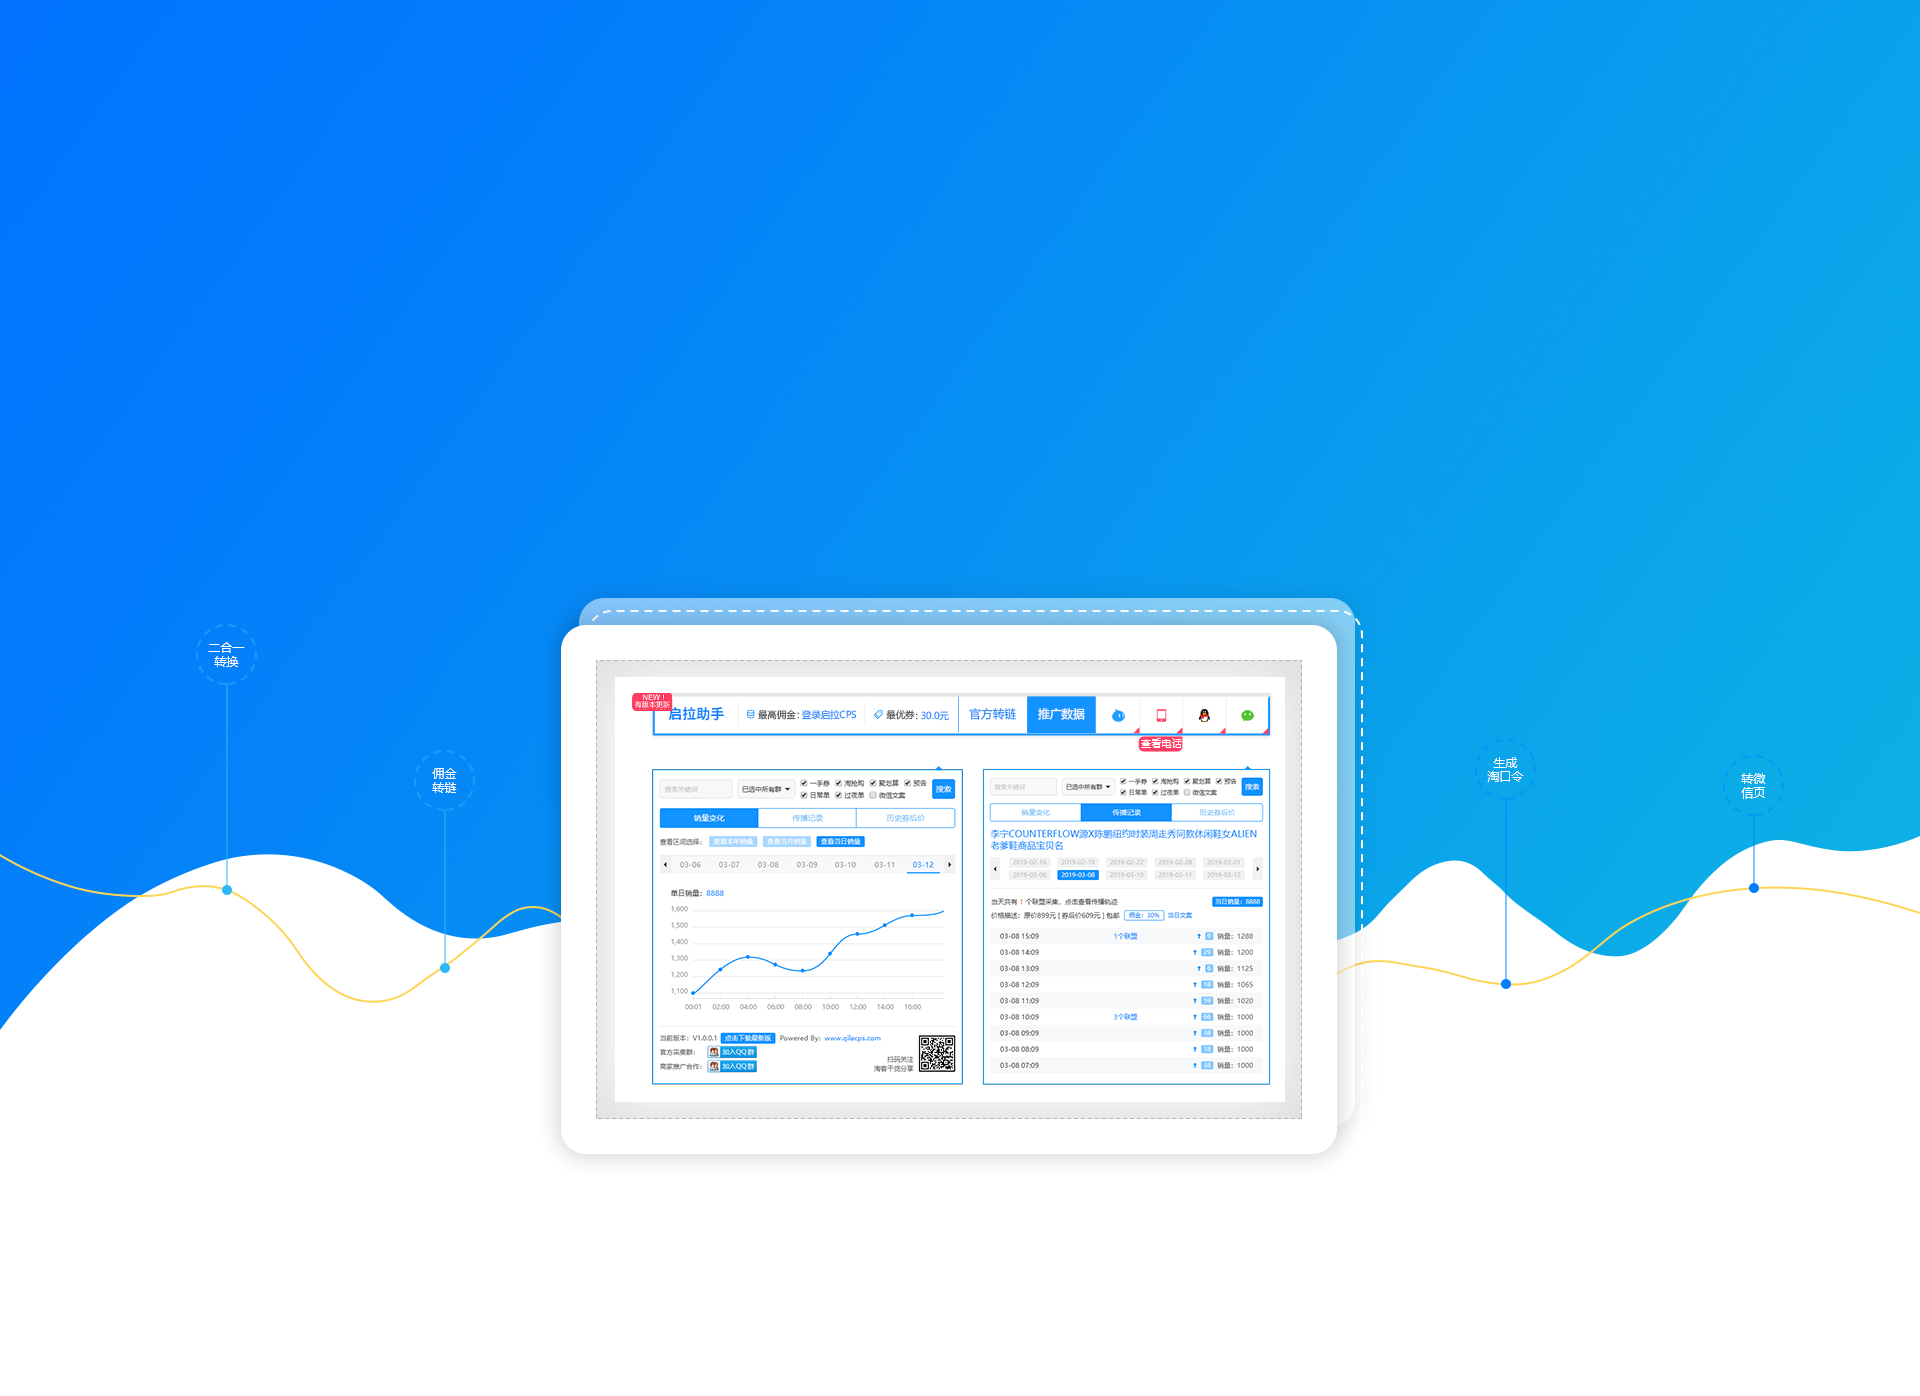 二合一
转换
佣金
转链
生成
淘口令
转微
信页
NEW !
有版本更新
启拉助手
最高佣金: 登录启拉CPS
最优券: 30.0元
官方转链
推广数据
查看电话
搜索关键词
已选中所有群
一手券 淘抢购 聚划算 预告
日常单 过夜单 微信文案
搜索
销量变化 传播记录 历史券后价
查看区间选择: 查看本年销量 查看当月销量 查看当日销量
03-06 03-07 03-08 03-09 03-10 03-11 03-12
单日销量: 8888
1,600
1,500
1,400
1,300
1,200
1,100
00:01 02:00 04:00 06:00 08:00 10:00 12:00 14:00 16:00
当前版本: V1.0.0.1 点击下载最新版 Powered By: www.qilacps.com
官方采集群: 加入QQ群
商家推广合作: 加入QQ群
扫码关注
淘客干货分享
搜索关键词
已选中所有群
一手券 淘抢购 聚划算 预告
日常单 过夜单 微信文案
搜索
销量变化 传播记录 历史券后价
李宁COUNTERFLOW源X陈鹏纽约时装周走秀同款休闲鞋女ALIEN
老爹鞋商品宝贝名
2019-02-16 2019-02-19 2019-02-22 2019-02-28 2019-03-01
2019-03-06 2019-03-08 2019-03-10 2019-03-11 2019-03-12
当天共有 1 个联盟采集, 点击查看传播轨迹
当日销量: 8888
价格描述: 原价899元 [ 券后价609元 ] 包邮 佣金: 30% 当日文案
03-08 15:09 1个联盟 9 销量: 1288
03-08 14:09 29 销量: 1200
03-08 13:09 6 销量: 1125
03-08 12:09 18 销量: 1065
03-08 11:09 59 销量: 1020
03-08 10:09 3个联盟 66 销量: 1000
03-08 09:09 38 销量: 1000
03-08 08:09 18 销量: 1000
03-08 07:09 38 销量: 1000